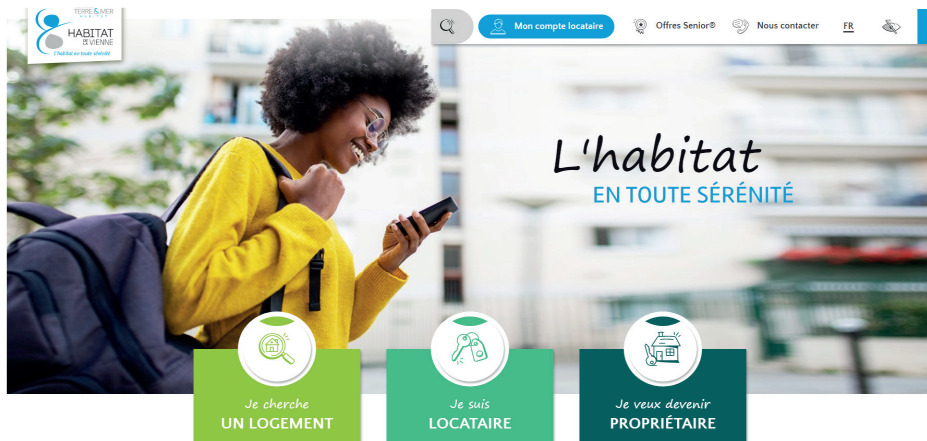 TERRE & MER
HABITAT
HABITAT
DE LA VIENNE
L'habitat en toute sérénité
Mon compte locataire
Offres Senior®
Nous contacter
FR
L'habitat
EN TOUTE SÉRÉNITÉ
Je cherche
UN LOGEMENT
Je suis
LOCATAIRE
Je veux devenir
PROPRIÉTAIRE